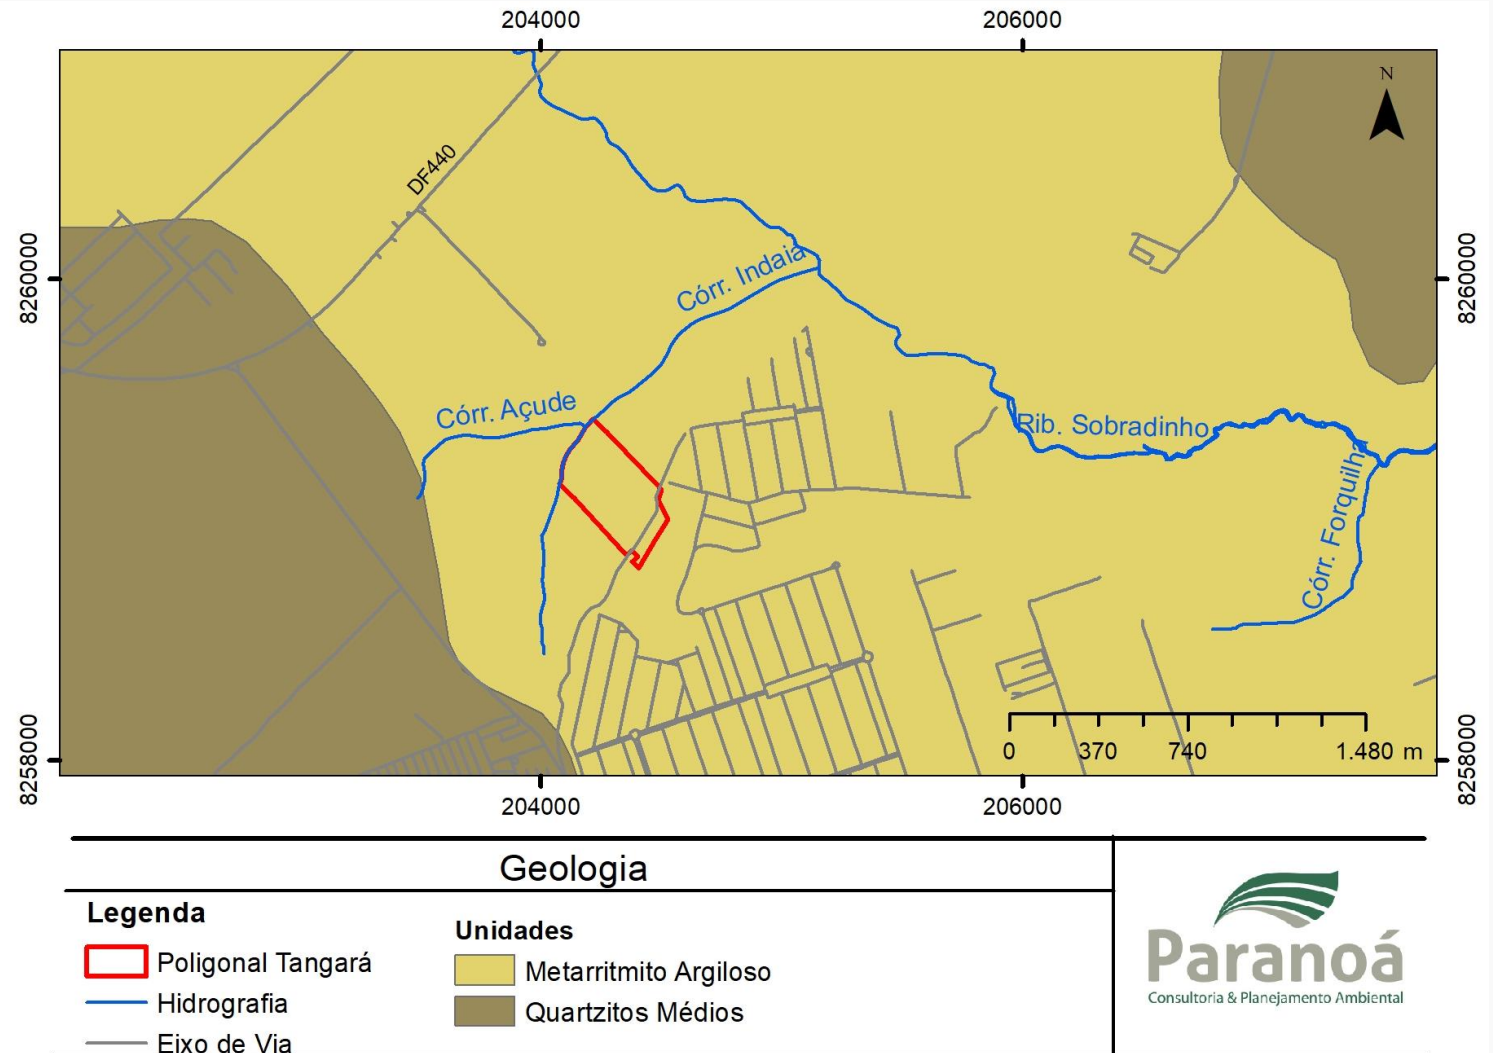 204000
206000
N
DF440
8260000
8260000
Córr. Indaia
Córr. Açude
Rib. Sobradinho
Córr. Forquilha
0
370
740
1.480 m
8258000
8258000
204000
206000
Geologia
Legenda
Poligonal Tangará
Hidrografia
Eixo de Via
Unidades
Metarritmito Argiloso
Quartzitos Médios
Paranoá
Consultoria & Planejamento Ambiental